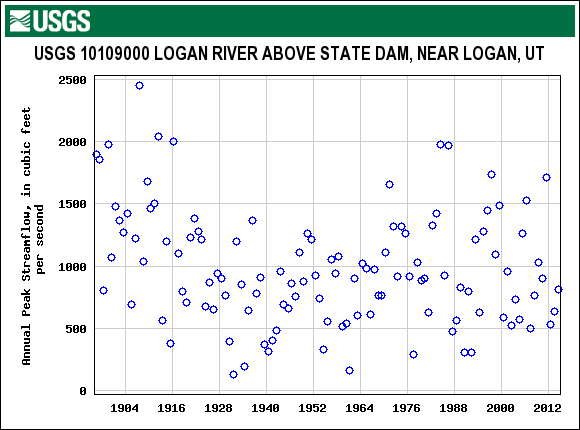 USGS
USGS 10109000 LOGAN RIVER ABOVE STATE DAM, NEAR LOGAN, UT
Annual Peak Streamflow, in cubic feet
per second
2500
2000
1500
1000
500
0
1904 1916 1928 1940 1952 1964 1976 1988 2000 2012